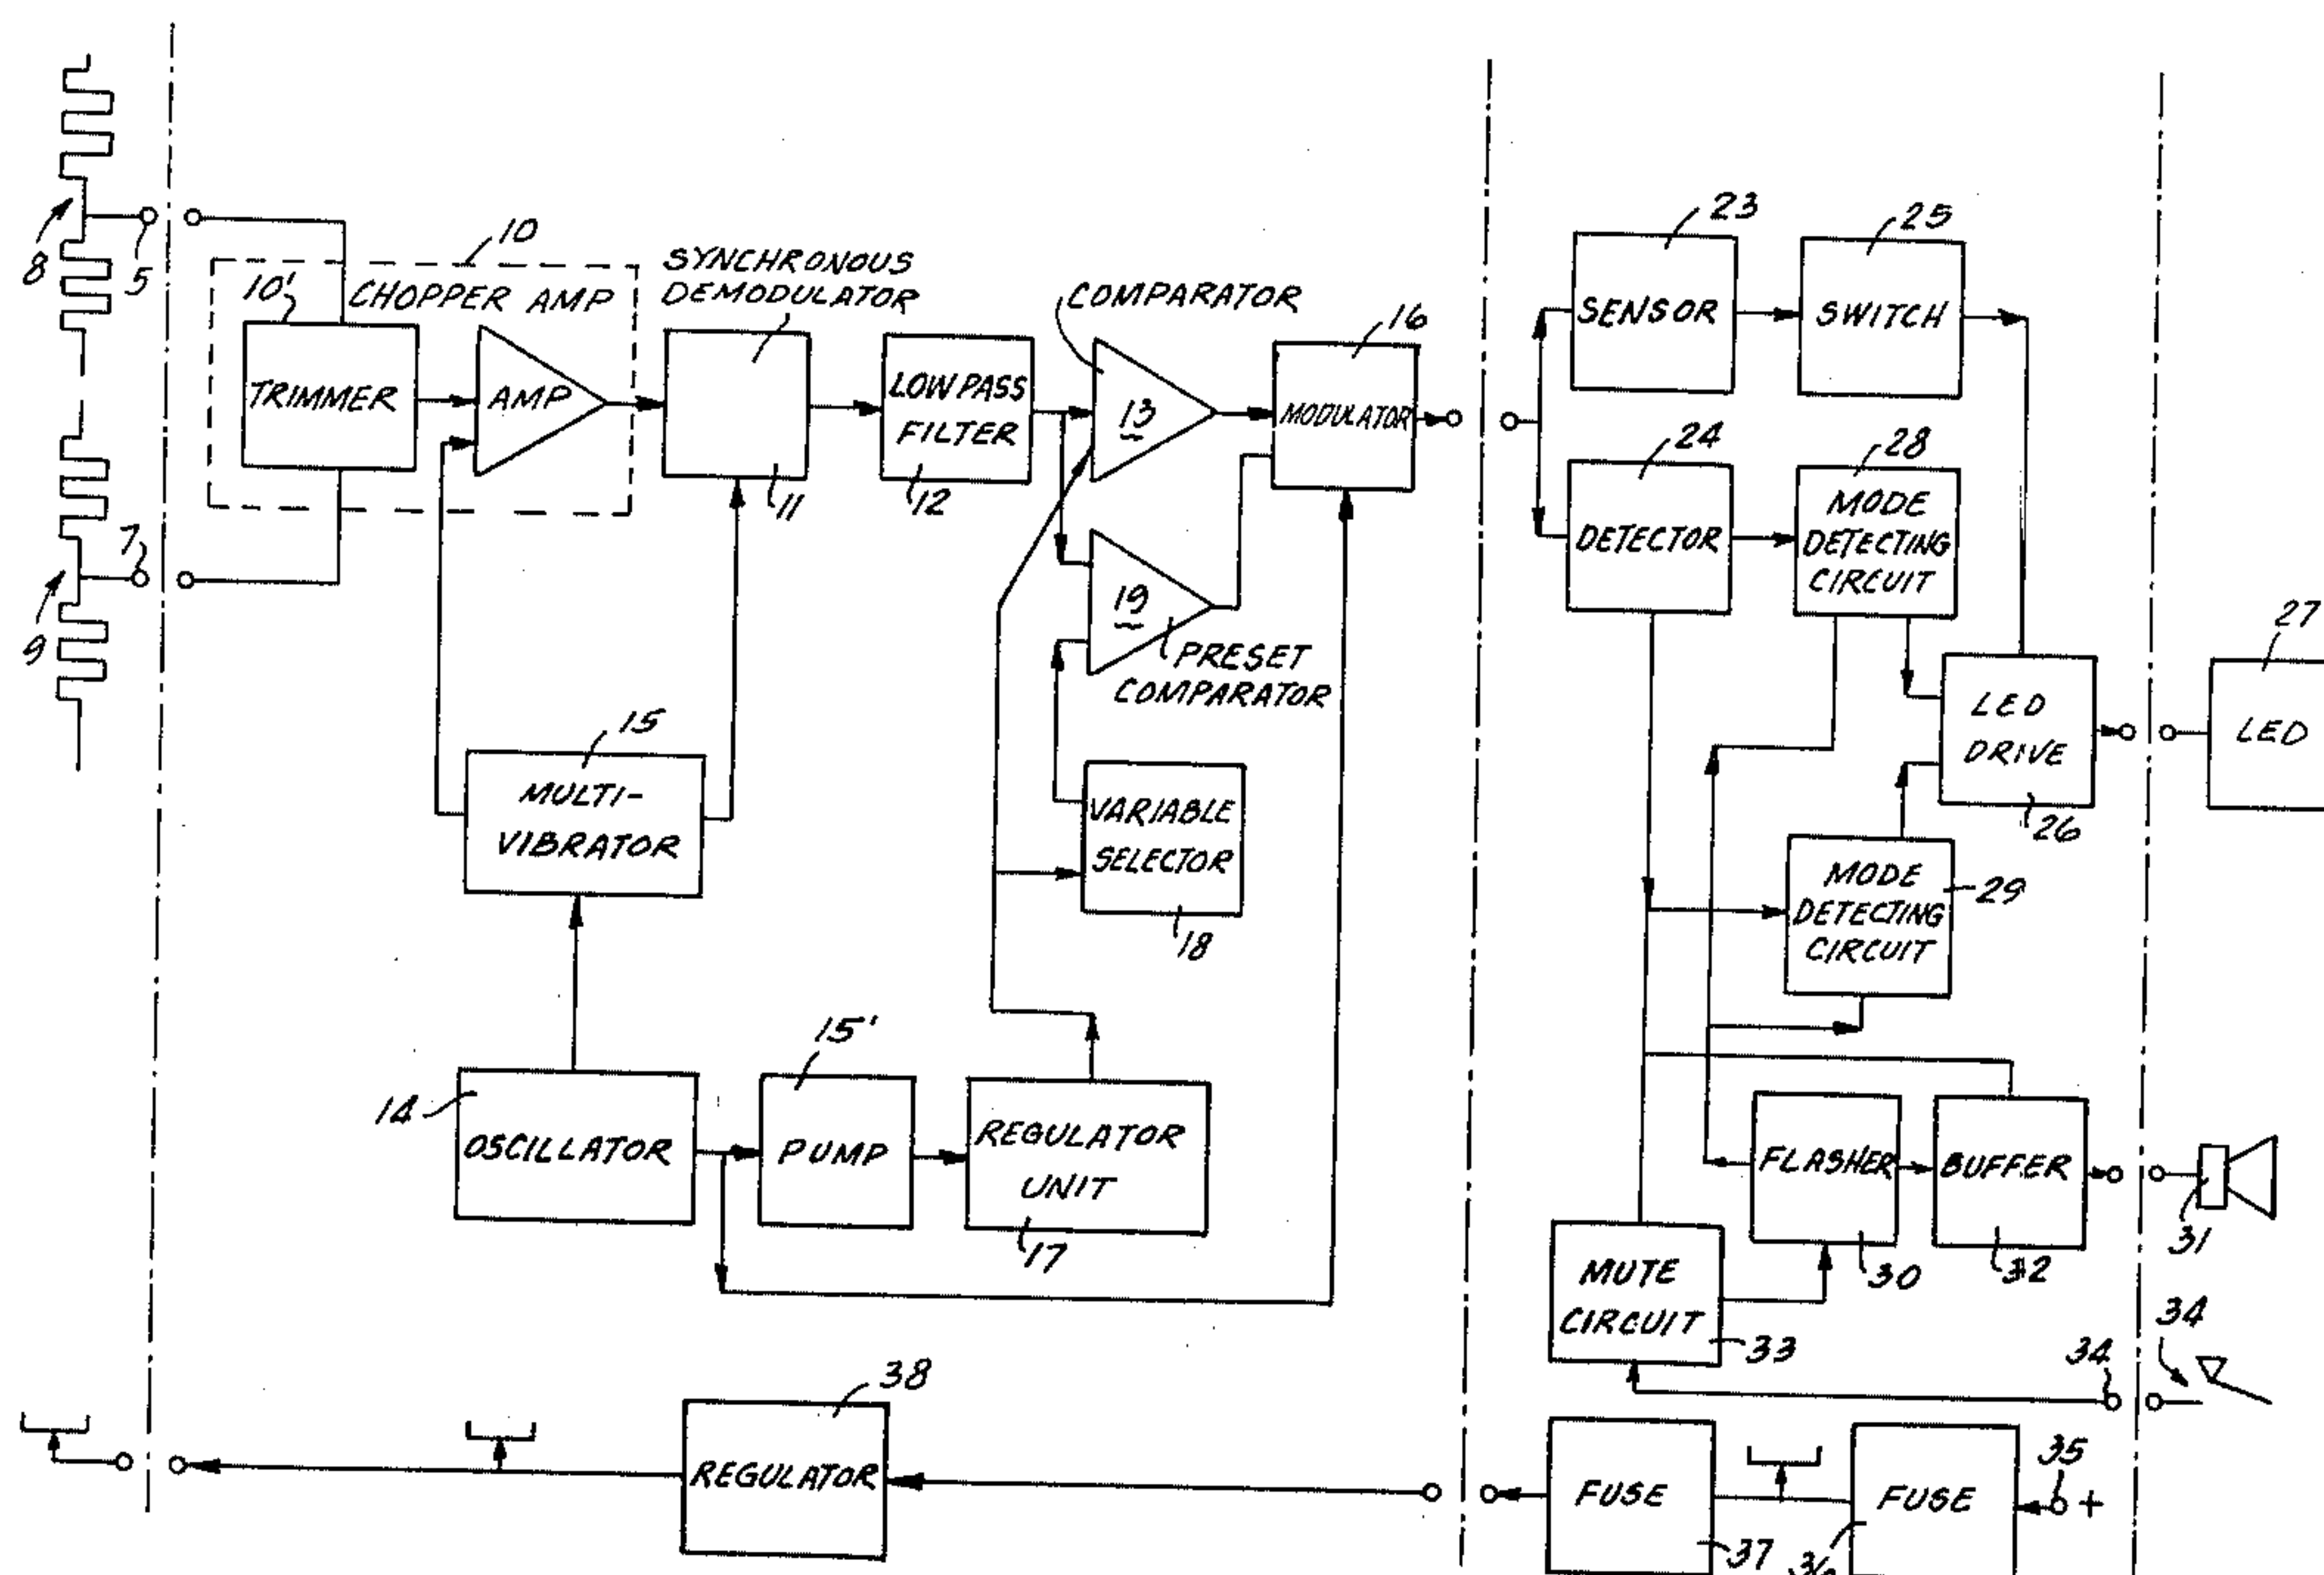 8
5
10
10'
CHOPPER AMP
TRIMMER
AMP
SYNCHRONOUS
DEMODULATOR
11
LOW PASS
FILTER
12
COMPARATOR
13
16
MODULATOR
19
PRESET
COMPARATOR
7
9
15
MULTI-
VIBRATOR
VARIABLE
SELECTOR
18
14
OSCILLATOR
15'
PUMP
REGULATOR
UNIT
17
38
REGULATOR
23
SENSOR
25
SWITCH
24
DETECTOR
28
MODE
DETECTING
CIRCUIT
LED
DRIVE
26
27
LED
MODE
DETECTING
CIRCUIT
29
FLASHER
30
BUFFER
32
31
MUTE
CIRCUIT
33
34
34
FUSE
37
FUSE
36
35
+